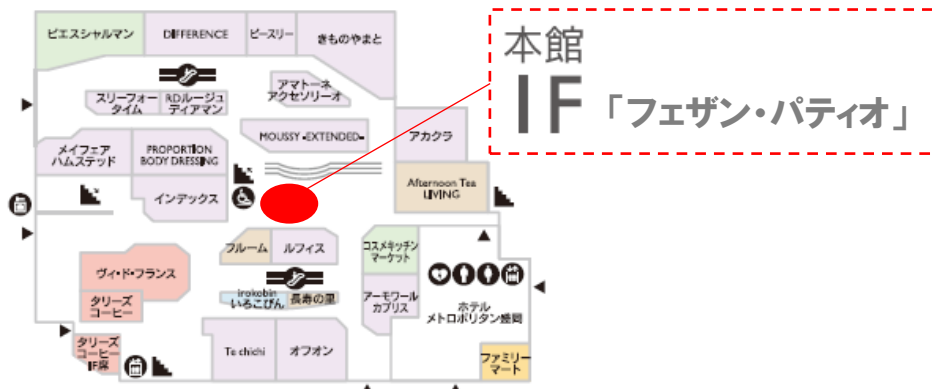 ピエスシャルマン
DIFFERENCE
ピースリー
きものやまと
スリーフォー
タイム
RDルージュ
ディアマン
アマトーネ
アクセソリーオ
MOUSSY -EXTENDED-
アカクラ
メイフェア
ハムステッド
PROPORTION
BODY DRESSING
インデックス
Afternoon Tea
LIVING
フルーム
ルフィス
コスメキッチン
マーケット
ヴィ・ド・フランス
タリーズ
コーヒー
irokobin
いろこびん
長寿の里
アーモワール
カプリス
ホテル
メトロポリタン盛岡
タリーズ
コーヒー
1F席
Te chichi
オフオン
ファミリー
マート
本館
1F「フェザン・パティオ」